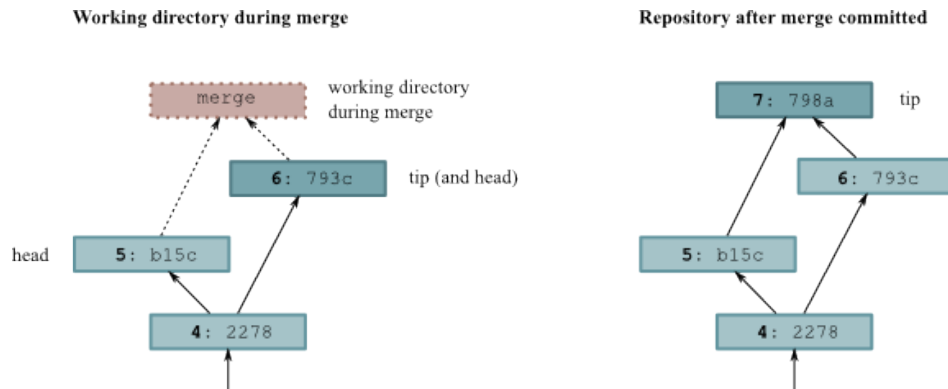 Working directory during merge
merge
working directory
during merge
6: 793c
tip (and head)
head
5: b15c
4: 2278
Repository after merge committed
7: 798a
tip
6: 793c
5: b15c
4: 2278